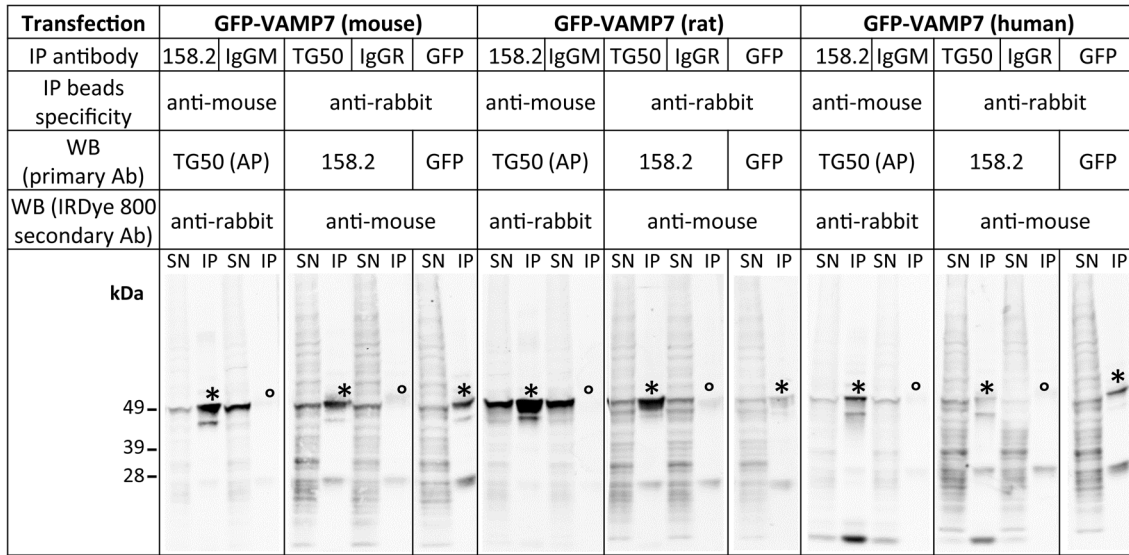 Transfection GFP-VAMP7 (mouse) GFP-VAMP7 (rat) GFP-VAMP7 (human)
IP antibody 158.2 IgGM TG50 IgGR GFP 158.2 IgGM TG50 IgGR GFP 158.2 IgGM TG50 IgGR GFP
IP beads
specificity anti-mouse anti-rabbit anti-mouse anti-rabbit anti-mouse anti-rabbit
WB
(primary Ab) TG50 (AP) 158.2 GFP TG50 (AP) 158.2 GFP TG50 (AP) 158.2 GFP
WB (IRDye 800
secondary Ab) anti-rabbit anti-mouse anti-rabbit anti-mouse anti-rabbit anti-mouse
SN IP SN IP SN IP SN IP SN IP SN IP SN IP SN IP SN IP SN IP SN IP SN IP SN IP SN IP SN IP
kDa
* ° * ° * * ° * ° * * ° * ° *
49
39
28